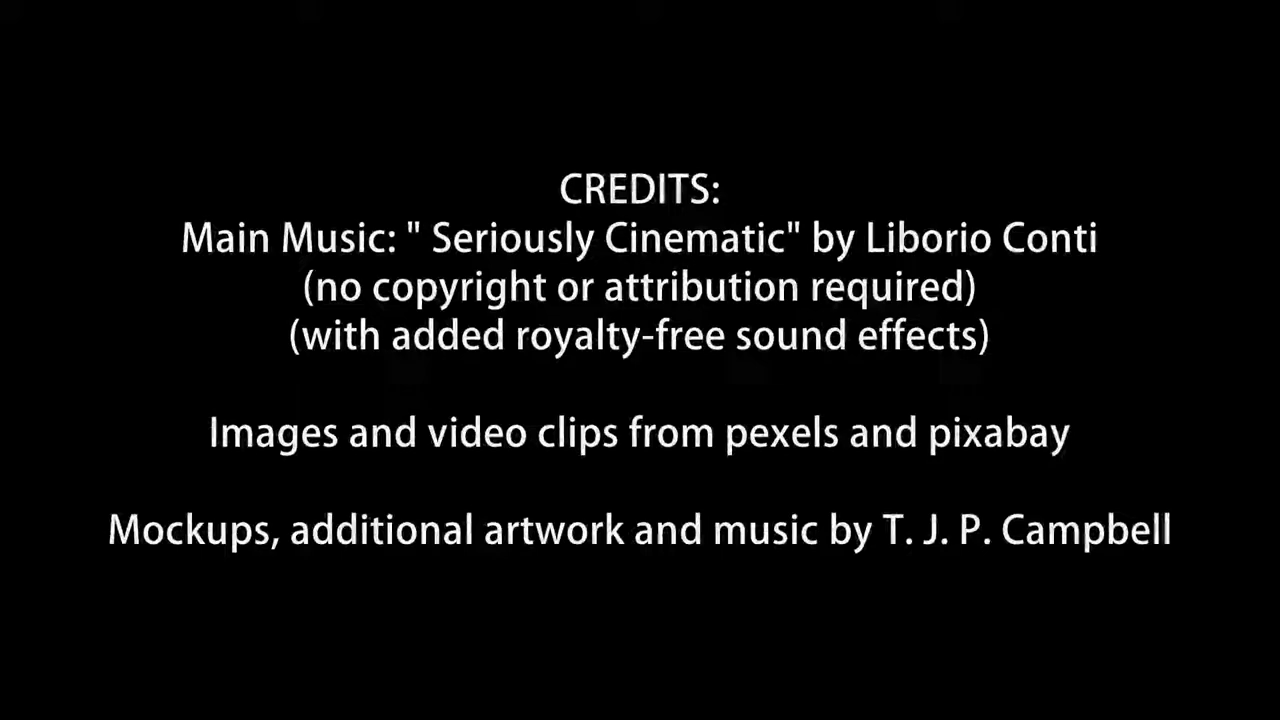 CREDITS:
Main Music: " Seriously Cinematic" by Liborio Conti
(no copyright or attribution required)
(with added royalty-free sound effects)
Images and video clips from pexels and pixabay
Mockups, additional artwork and music by T. J. P. Campbell